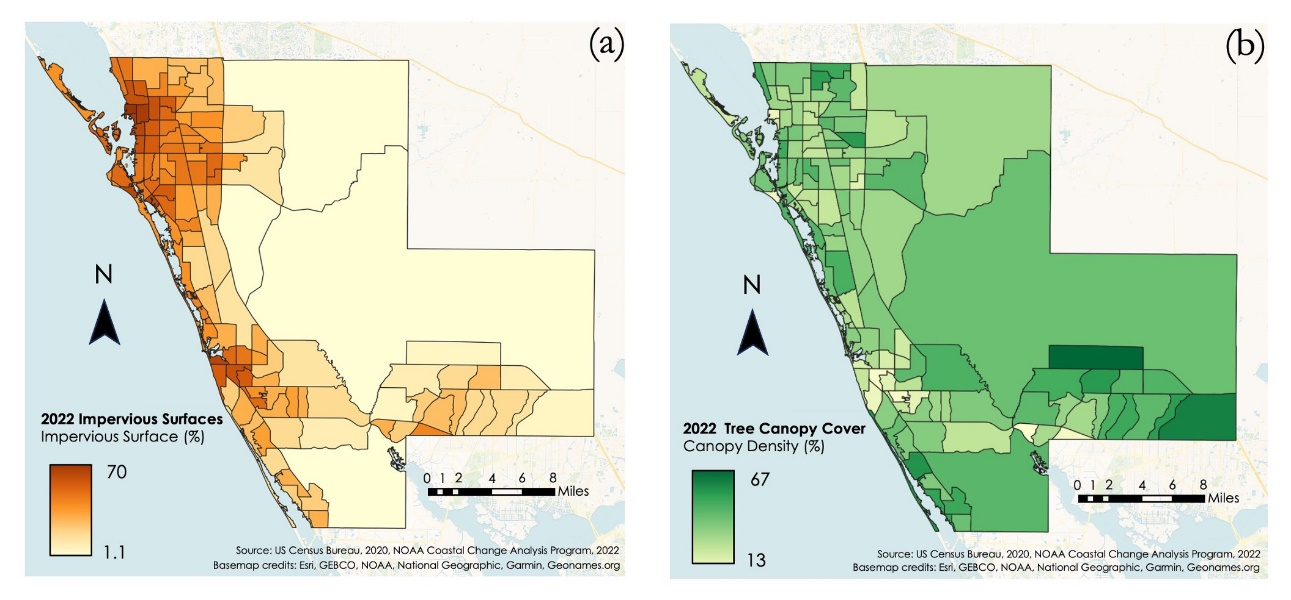 (a)
N
2022 Impervious Surfaces
Impervious Surface (%)
70
1.1
0 1 2 4 6 8
Miles
Source: US Census Bureau, 2020, NOAA Coastal Change Analysis Program, 2022
Basemap credits: Esri, GEBCO, NOAA, National Geographic, Garmin, Geonames.org
(b)
N
2022 Tree Canopy Cover
Canopy Density (%)
67
13
0 1 2 4 6 8
Miles
Source: US Census Bureau, 2020, NOAA Coastal Change Analysis Program, 2022
Basemap credits: Esri, GEBCO, NOAA, National Geographic, Garmin, Geonames.org